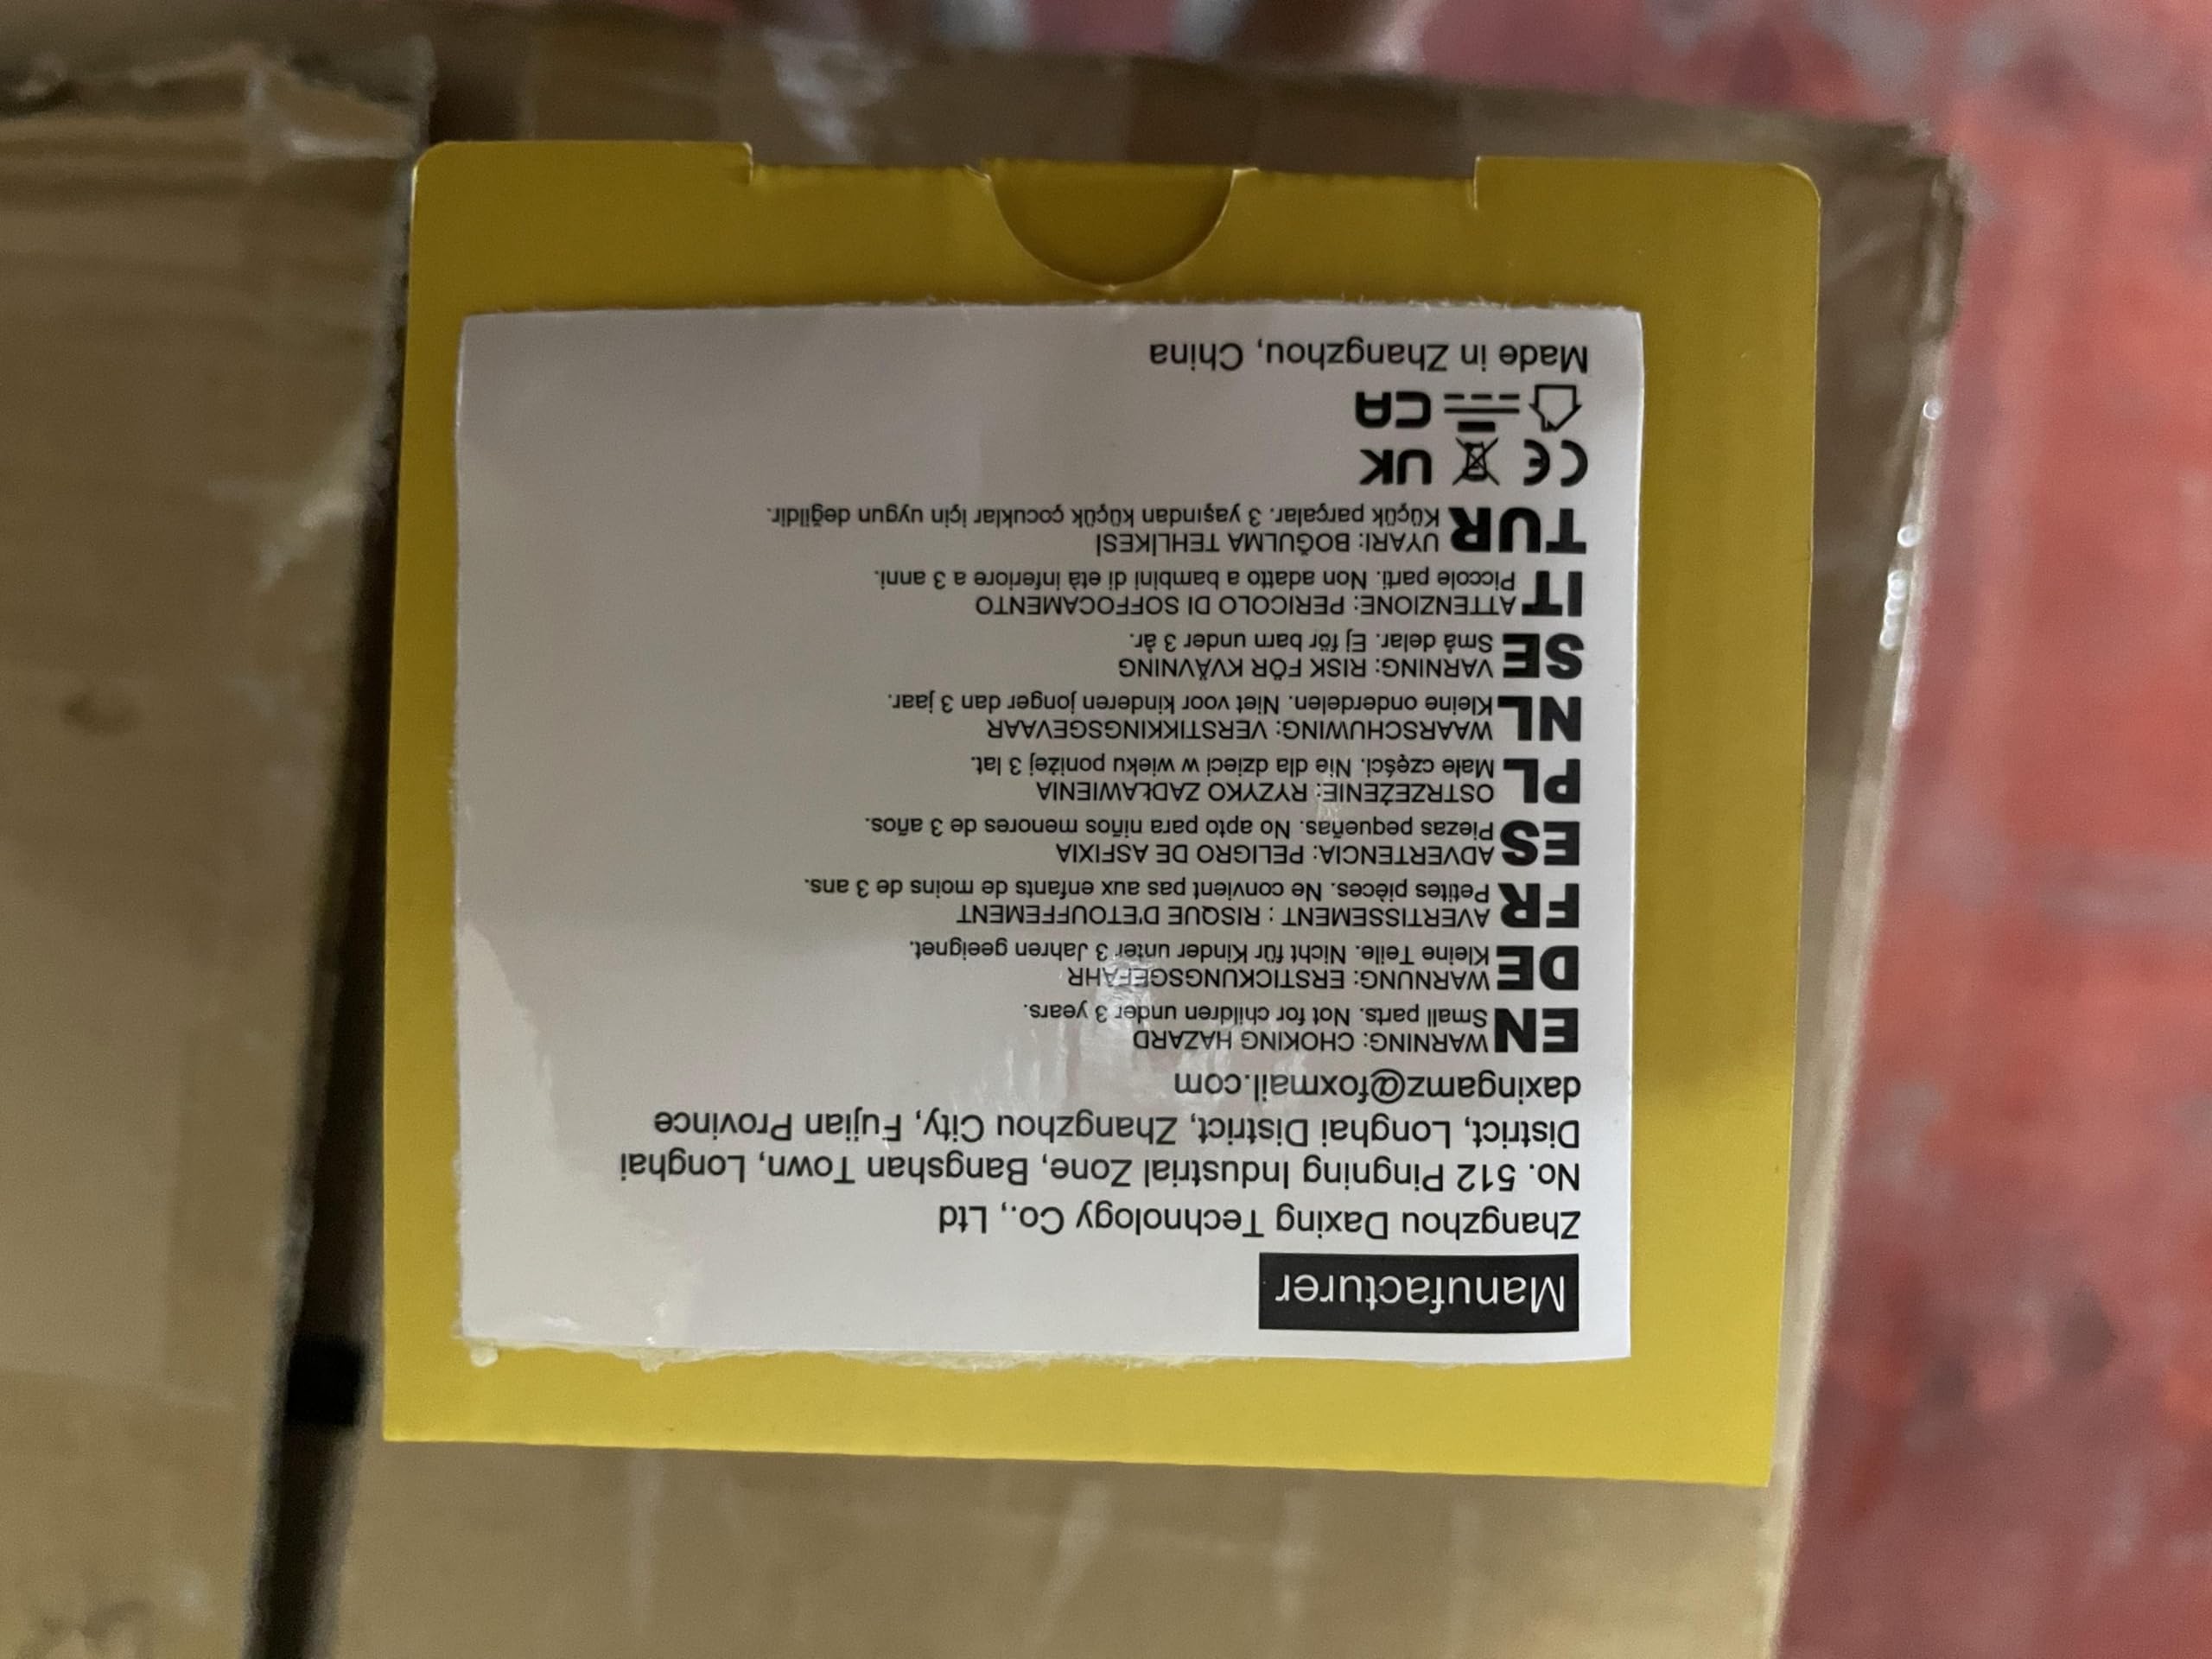 Manufacturer
Zhangzhou Daxing Technology Co., Ltd
No. 512 Pingning Industrial Zone, Bangshan Town, Longhai
District, Longhai District, Zhangzhou City, Fujian Province
daxingamz@foxmail.com
EN WARNING: CHOKING HAZARD
Small parts. Not for children under 3 years.
DE WARNUNG: ERSTICKUNGSGEFAHR
Kleine Teile. Nicht für Kinder unter 3 Jahren geeignet.
FR AVERTISSEMENT : RISQUE D'ETOUFFEMENT
Petites pièces. Ne convient pas aux enfants de moins de 3 ans.
ES ADVERTENCIA: PELIGRO DE ASFIXIA
Piezas pequeñas. No apto para niños menores de 3 años.
PL OSTRZEŻENIE: RYZYKO ZADŁAWIENIA
Małe części. Nie dla dzieci w wieku poniżej 3 lat.
NL WAARSCHUWING: VERSTIKKINGSGEVAAR
Kleine onderdelen. Niet voor kinderen jonger dan 3 jaar.
SE VARNING: RISK FÖR KVÄVNING
Små delar. Ej för barn under 3 år.
IT ATTENZIONE: PERICOLO DI SOFFOCAMENTO
Piccole parti. Non adatto a bambini di età inferiore a 3 anni.
TUR UYARI: BOĞULMA TEHLİKESİ
Küçük parçalar. 3 yaşından küçük çocuklar için uygun değildir.
CE UK
CA
Made in Zhangzhou, China